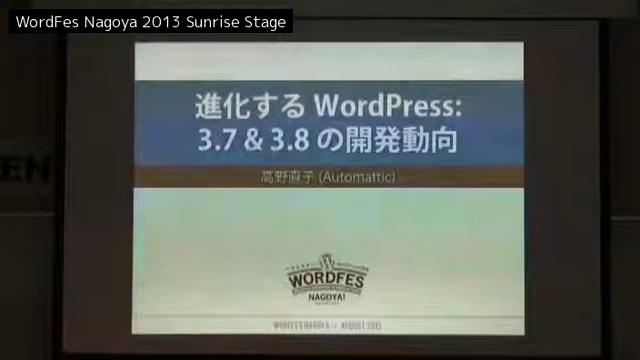 WordFes Nagoya 2013 Sunrise Stage
進化する WordPress:
3.7 & 3.8 の開発動向
高野直子 (Automattic)
WORDFES
NAGOYA!
WORDFES NAGOYA
AUGUST 2013